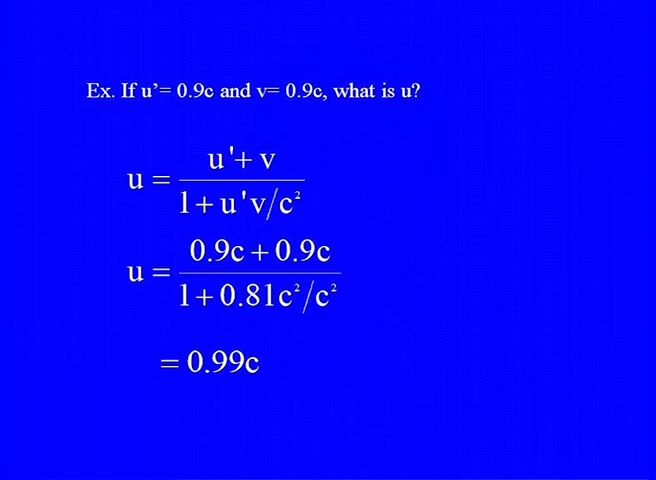 Ex. If u’= 0.9c and v= 0.9c, what is u?
u = (u'+ v) / (1+ u'v/c²)
u = (0.9c + 0.9c) / (1+ 0.81c²/c²)
= 0.99c